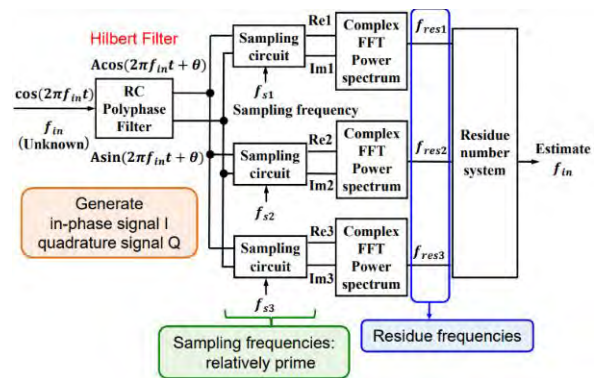 Hilbert Filter
Acos(2πf_in t + θ)
cos(2πf_in t)
f_in
(Unknown)
RC
Polyphase
Filter
Asin(2πf_in t + θ)
Generate
in-phase signal I
quadrature signal Q
Sampling
circuit
f_s1
Re1
Im1
Complex
FFT
Power
spectrum
f_res1
Sampling frequency
Sampling
circuit
f_s2
Re2
Im2
Complex
FFT
Power
spectrum
f_res2
Sampling
circuit
f_s3
Re3
Im3
Complex
FFT
Power
spectrum
f_res3
Residue
number
system
Estimate
f_in
Sampling frequencies:
relatively prime
Residue frequencies